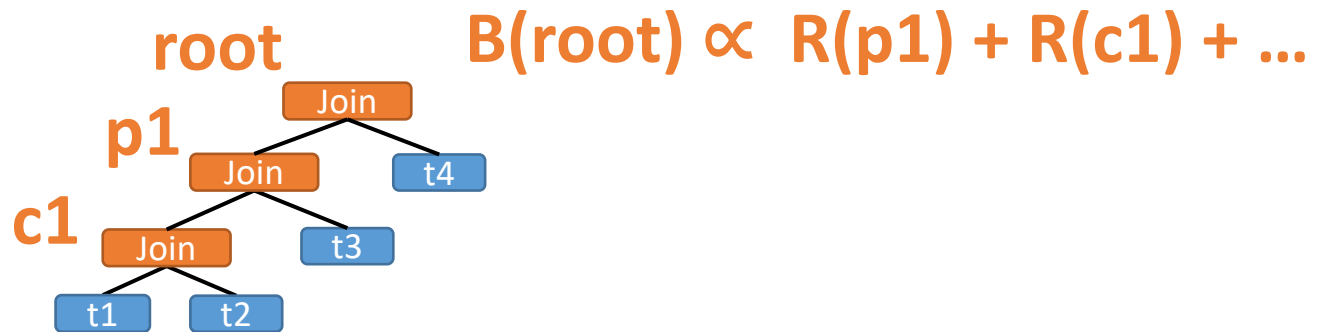 root
B(root) ∝ R(p1) + R(c1) + ...
Join
p1
Join
t4
c1
Join
t3
t1
t2